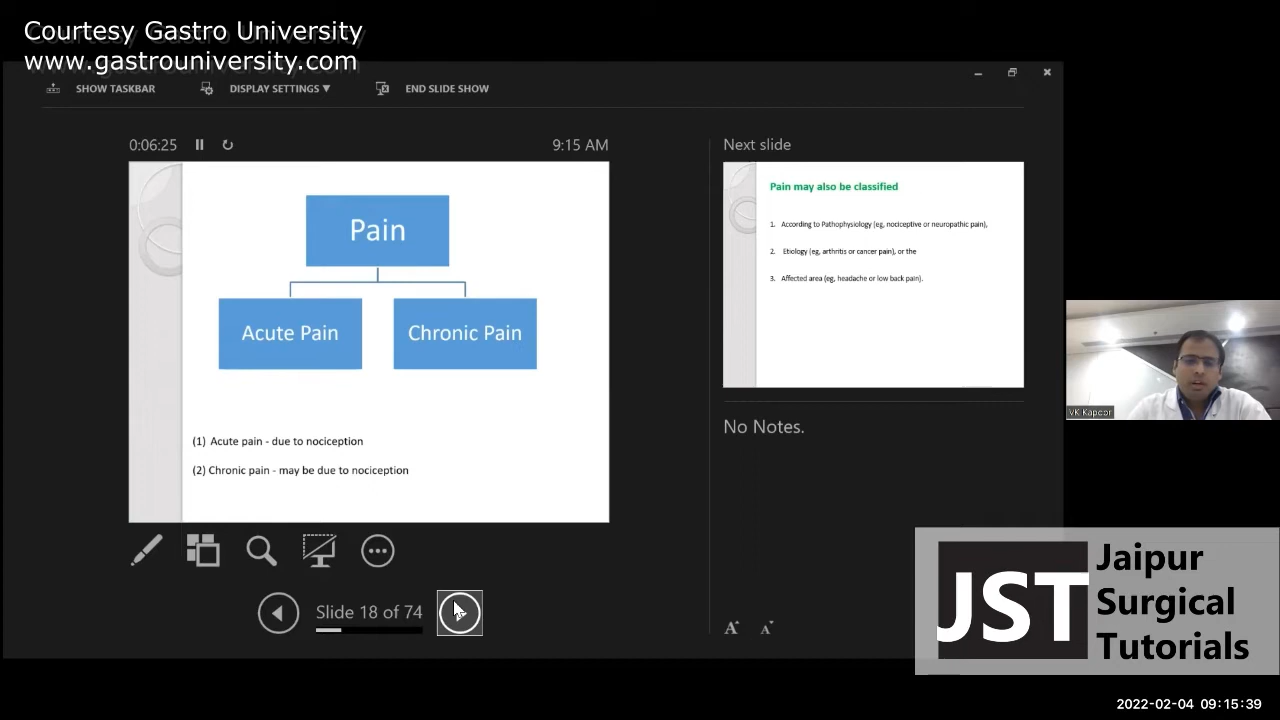 Courtesy Gastro University
www.gastrouniversity.com
SHOW TASKBAR
DISPLAY SETTINGS ▼
END SLIDE SHOW
0:06:25
9:15 AM
Next slide
Pain
Acute Pain
Chronic Pain
(1) Acute pain - due to nociception
(2) Chronic pain - may be due to nociception
Pain may also be classified
1. According to Pathophysiology (eg, nociceptive or neuropathic pain),
2. Etiology (eg, arthritis or cancer pain), or the
3. Affected area (eg, headache or low back pain).
No Notes.
VK Kapoor
Slide 18 of 74
A A
JST
Jaipur
Surgical
Tutorials
2022-02-04 09:15:39